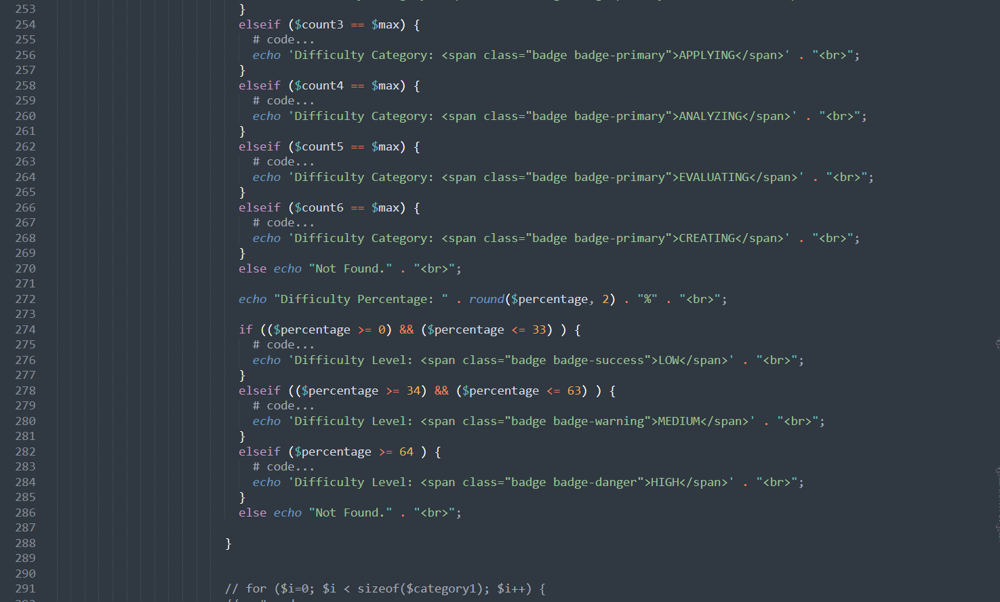 253 }
254 elseif ($count3 == $max) {
255 # code...
256 echo 'Difficulty Category: <span class="badge badge-primary">APPLYING</span>' . "<br>";
257 }
258 elseif ($count4 == $max) {
259 # code...
260 echo 'Difficulty Category: <span class="badge badge-primary">ANALYZING</span>' . "<br>";
261 }
262 elseif ($count5 == $max) {
263 # code...
264 echo 'Difficulty Category: <span class="badge badge-primary">EVALUATING</span>' . "<br>";
265 }
266 elseif ($count6 == $max) {
267 # code...
268 echo 'Difficulty Category: <span class="badge badge-primary">CREATING</span>' . "<br>";
269 }
270 else echo "Not Found." . "<br>";
271
272 echo "Difficulty Percentage: " . round($percentage, 2) . "%" . "<br>";
273
274 if (($percentage >= 0) && ($percentage <= 33) ) {
275 # code...
276 echo 'Difficulty Level: <span class="badge badge-success">LOW</span>' . "<br>";
277 }
278 elseif (($percentage >= 34) && ($percentage <= 63) ) {
279 # code...
280 echo 'Difficulty Level: <span class="badge badge-warning">MEDIUM</span>' . "<br>";
281 }
282 elseif ($percentage >= 64 ) {
283 # code...
284 echo 'Difficulty Level: <span class="badge badge-danger">HIGH</span>' . "<br>";
285 }
286 else echo "Not Found." . "<br>";
287
288 }
289
290
291 // for ($i=0; $i < sizeof($category1); $i++) {